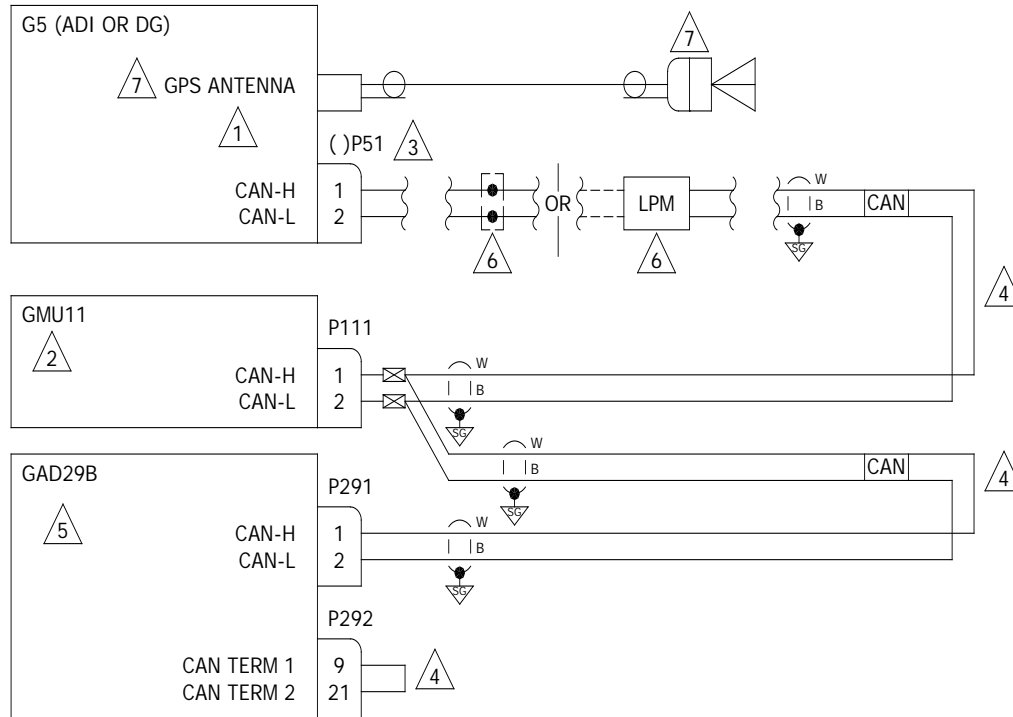 G5 (ADI OR DG)
7
7 GPS ANTENNA
1
( )P51 3
CAN-H 1
CAN-L 2
OR
LPM
W
B
CAN
6
6
SG
4
GMU11
2
P111
CAN-H 1
CAN-L 2
W
B
SG
W
B
CAN
4
SG
GAD29B
5
P291
CAN-H 1
CAN-L 2
W
B
SG
P292
CAN TERM 1 9
CAN TERM 2 21
4